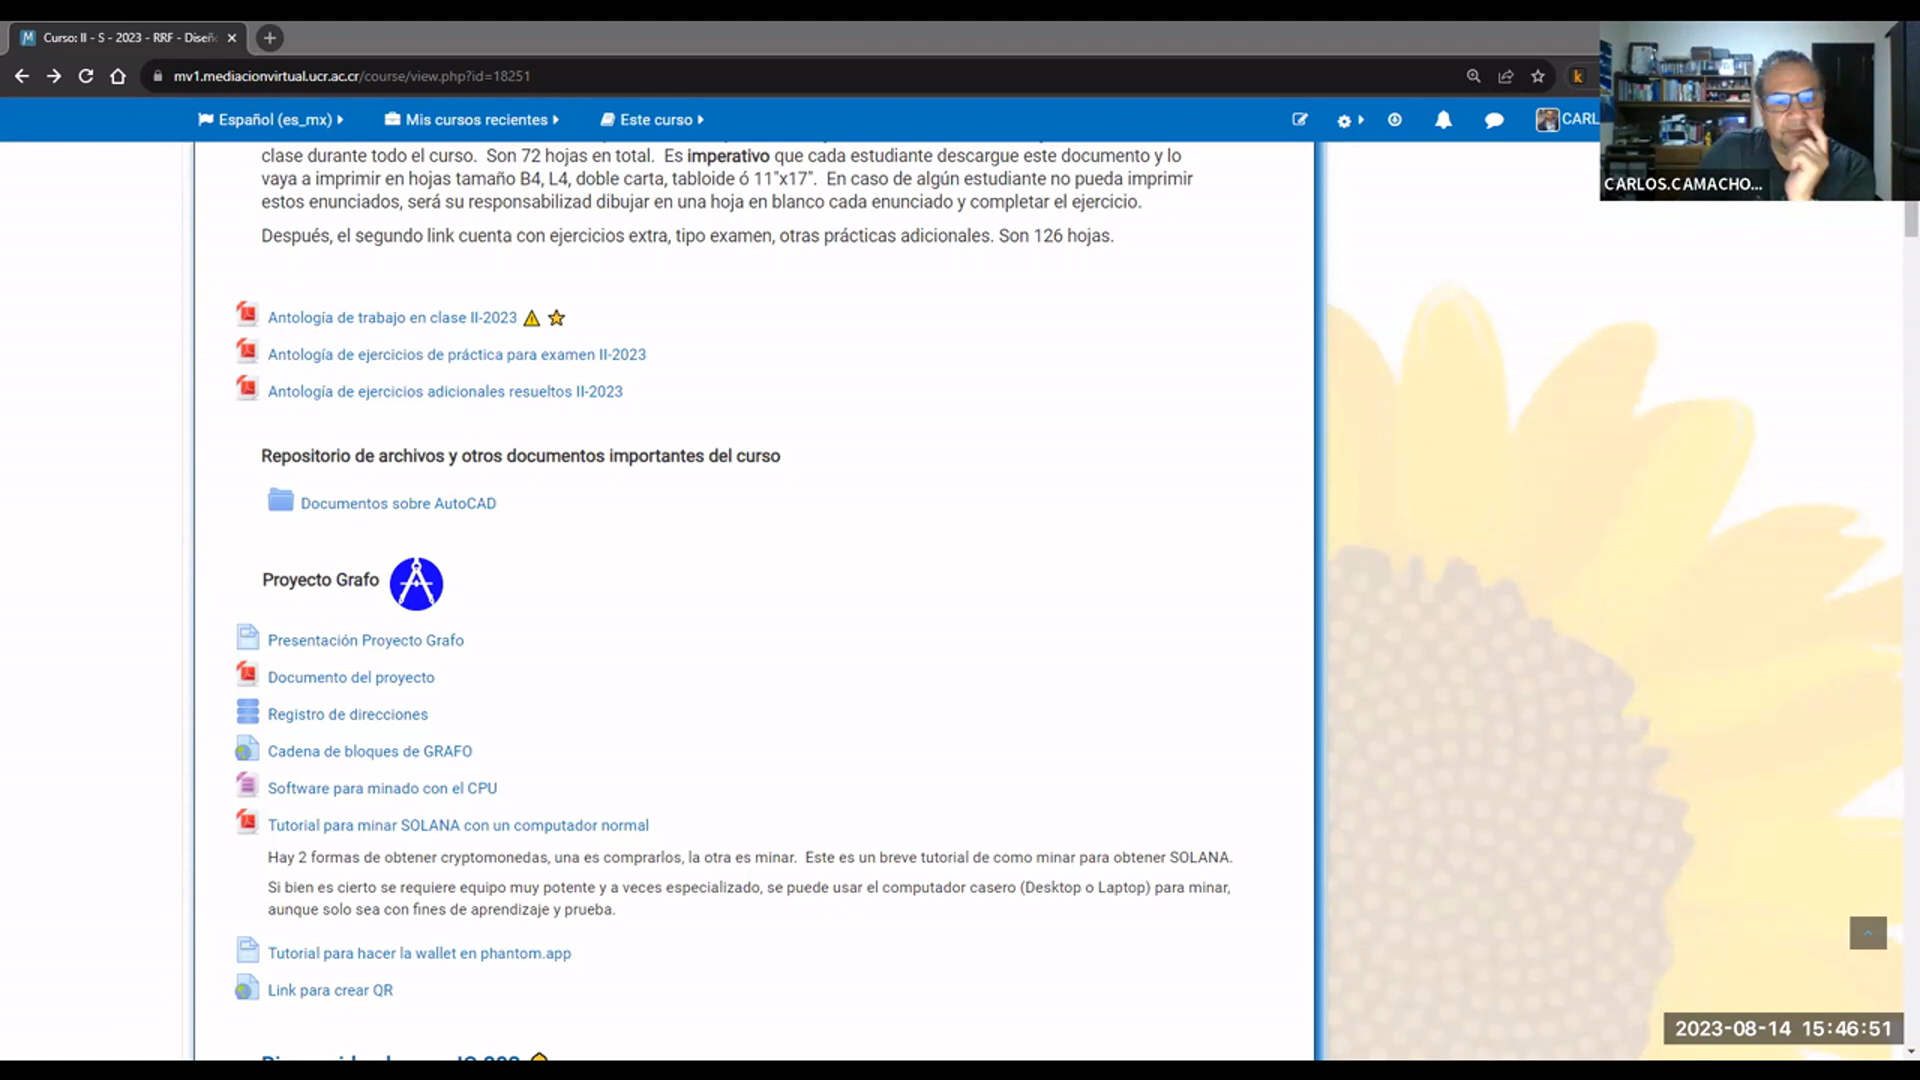 Curso: II - S - 2023 - RRF - Diseñ
mv1.mediacionvirtual.ucr.ac.cr/course/view.php?id=18251
Español (es_mx)
Mis cursos recientes
Este curso
CARL
CARLOS.CAMACHO...
clase durante todo el curso. Son 72 hojas en total. Es imperativo que cada estudiante descargue este documento y lo
vaya a imprimir en hojas tamaño B4, L4, doble carta, tabloide ó 11"x17". En caso de algún estudiante no pueda imprimir
estos enunciados, será su responsabilizad dibujar en una hoja en blanco cada enunciado y completar el ejercicio.
Después, el segundo link cuenta con ejercicios extra, tipo examen, otras prácticas adicionales. Son 126 hojas.
Antología de trabajo en clase II-2023
Antología de ejercicios de práctica para examen II-2023
Antología de ejercicios adicionales resueltos II-2023
Repositorio de archivos y otros documentos importantes del curso
Documentos sobre AutoCAD
Proyecto Grafo
Presentación Proyecto Grafo
Documento del proyecto
Registro de direcciones
Cadena de bloques de GRAFO
Software para minado con el CPU
Tutorial para minar SOLANA con un computador normal
Hay 2 formas de obtener cryptomonedas, una es comprarlos, la otra es minar. Este es un breve tutorial de como minar para obtener SOLANA.
Si bien es cierto se requiere equipo muy potente y a veces especializado, se puede usar el computador casero (Desktop o Laptop) para minar,
aunque solo sea con fines de aprendizaje y prueba.
Tutorial para hacer la wallet en phantom.app
Link para crear QR
2023-08-14 15:46:51